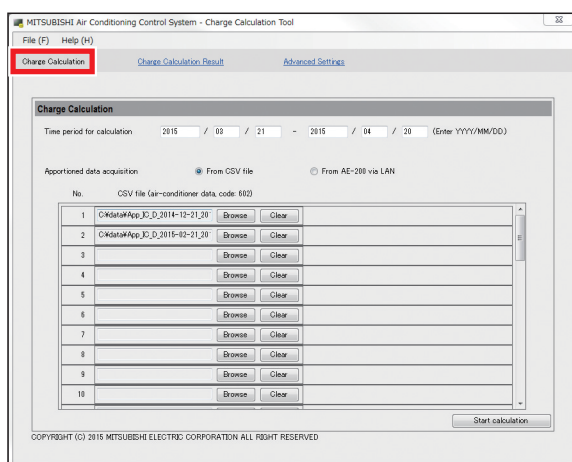 MITSUBISHI Air Conditioning Control System - Charge Calculation Tool
File (F) Help (H)
Charge Calculation Charge Calculation Result Advanced Settings
Charge Calculation
Time period for calculation 2015 / 03 / 21 - 2015 / 04 / 20 (Enter YYYY/MM/DD.)
Apportioned data acquisition From CSV file From AE-200 via LAN
No. CSV file (air-conditioner data, code: 602)
1 C:¥data¥App_IC_D_2014-12-21_20 Browse Clear
2 C:¥data¥App_IC_D_2015-02-21_20 Browse Clear
3 Browse Clear
4 Browse Clear
5 Browse Clear
6 Browse Clear
7 Browse Clear
8 Browse Clear
9 Browse Clear
10 Browse Clear
Start calculation
COPYRIGHT (C) 2015 MITSUBISHI ELECTRIC CORPORATION ALL RIGHT RESERVED